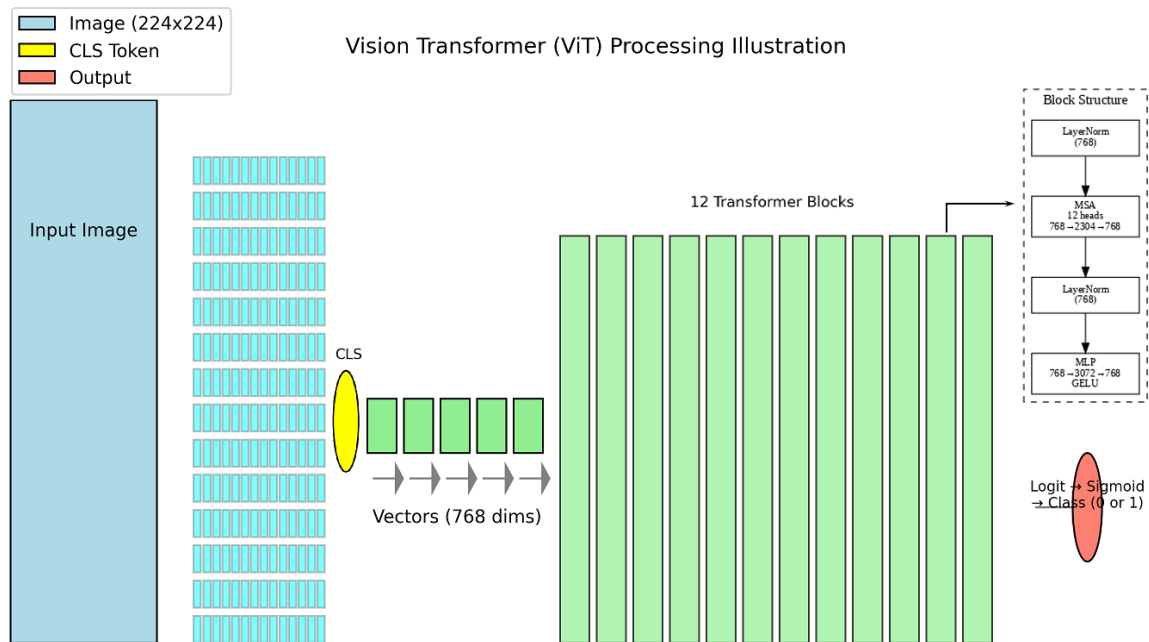 Image (224x224)
CLS Token
Output
Vision Transformer (ViT) Processing Illustration
Input Image
CLS
Vectors (768 dims)
12 Transformer Blocks
Block Structure
LayerNorm
(768)
MSA
12 heads
768→2304→768
LayerNorm
(768)
MLP
768→3072→768
GELU
Logit → Sigmoid
→ Class (0 or 1)